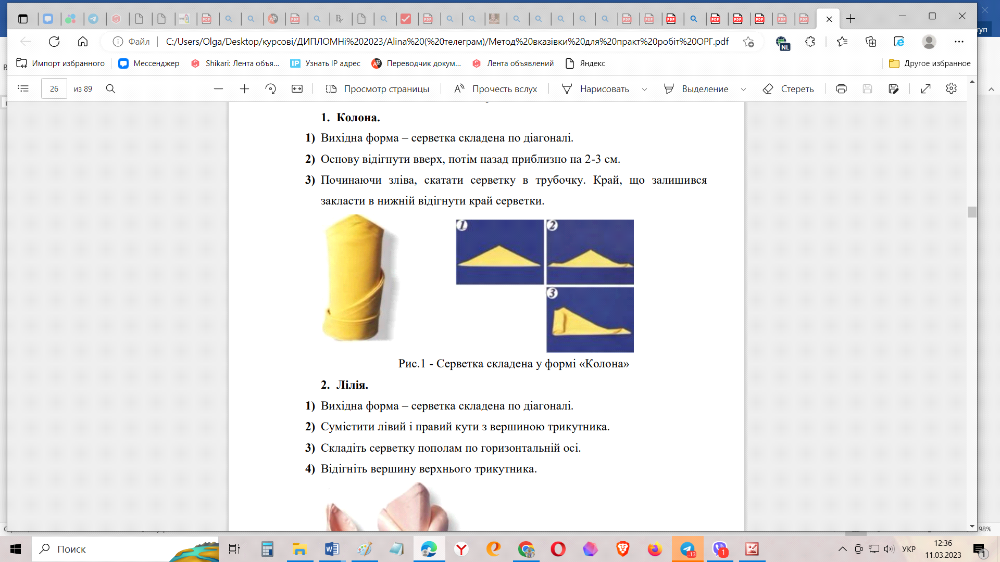 Файл
C:/Users/Olga/Desktop/курсові/ДИПЛОМНі%202023/Alina%20(%20телеграм)/Метод%20вказівки%20для%20практ%20робіт%20ОРГ.pdf
NL
Импорт избранного
Мессенджер
Shikari: Лента объя...
IP Узнать IP адрес
Переводчик докум...
Лента объявлений
Яндекс
Другое избранное
26 из 89
Просмотр страницы
Прочесть вслух
Нарисовать
Выделение
Стереть
1. Колона.
1) Вихідна форма – серветка складена по діагоналі.
2) Основу відігнути вверх, потім назад приблизно на 2-3 см.
3) Починаючи зліва, скатати серветку в трубочку. Край, що залишився
закласти в нижній відігнути край серветки.
1
2
3
Рис.1 - Серветка складена у формі «Колона»
2. Лілія.
1) Вихідна форма – серветка складена по діагоналі.
2) Сумістити лівий і правий кути з вершиною трикутника.
3) Складіть серветку пополам по горизонтальній осі.
4) Відігніть вершину верхнього трикутника.
98%
Поиск
..13
1
УКР
12:36
11.03.2023
1